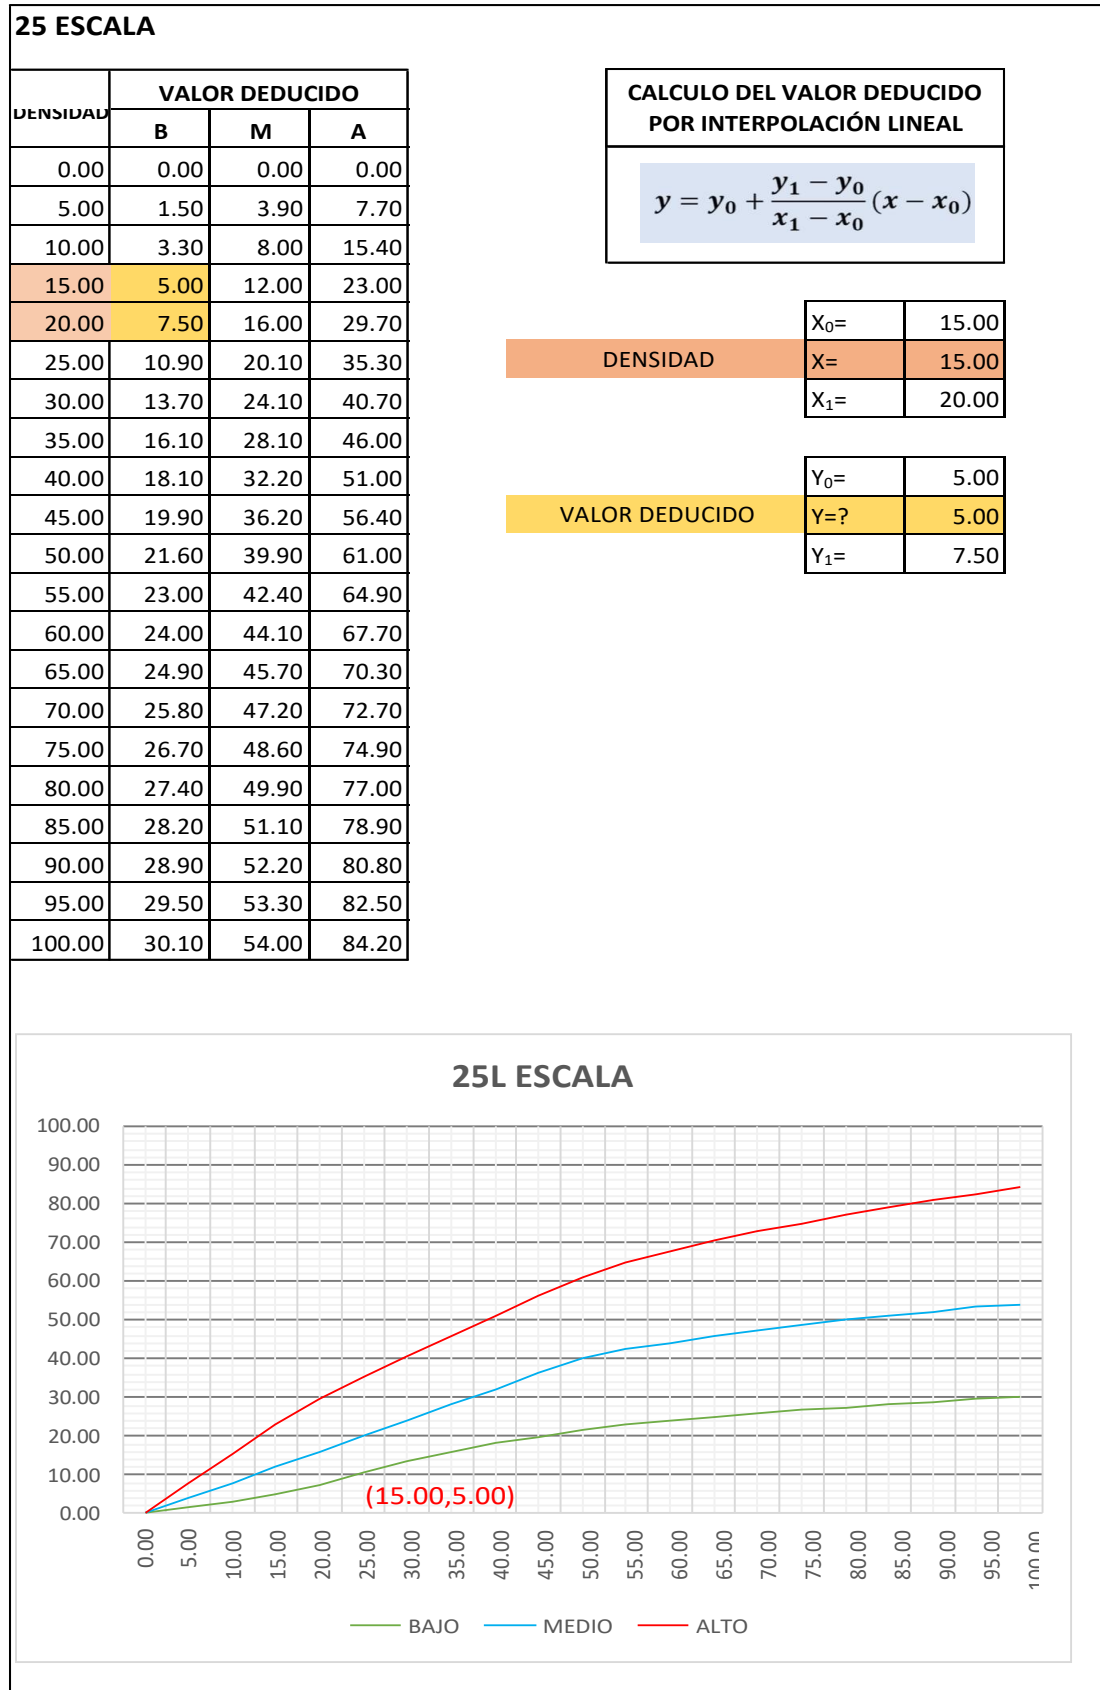 25 ESCALA
DENSIDAD VALOR DEDUCIDO
B M A
0.00 0.00 0.00 0.00
5.00 1.50 3.90 7.70
10.00 3.30 8.00 15.40
15.00 5.00 12.00 23.00
20.00 7.50 16.00 29.70
25.00 10.90 20.10 35.30
30.00 13.70 24.10 40.70
35.00 16.10 28.10 46.00
40.00 18.10 32.20 51.00
45.00 19.90 36.20 56.40
50.00 21.60 39.90 61.00
55.00 23.00 42.40 64.90
60.00 24.00 44.10 67.70
65.00 24.90 45.70 70.30
70.00 25.80 47.20 72.70
75.00 26.70 48.60 74.90
80.00 27.40 49.90 77.00
85.00 28.20 51.10 78.90
90.00 28.90 52.20 80.80
95.00 29.50 53.30 82.50
100.00 30.10 54.00 84.20
CALCULO DEL VALOR DEDUCIDO
POR INTERPOLACIÓN LINEAL
y = y₀ + (y₁ − y₀)/(x₁ − x₀) (x − x₀)
X₀= 15.00
DENSIDAD X= 15.00
X₁= 20.00
Y₀= 5.00
VALOR DEDUCIDO Y=? 5.00
Y₁= 7.50
25L ESCALA
100.00
90.00
80.00
70.00
60.00
50.00
40.00
30.00
20.00
10.00
0.00
(15.00,5.00)
0.00 5.00 10.00 15.00 20.00 25.00 30.00 35.00 40.00 45.00 50.00 55.00 60.00 65.00 70.00 75.00 80.00 85.00 90.00 95.00 100.00
BAJO MEDIO ALTO